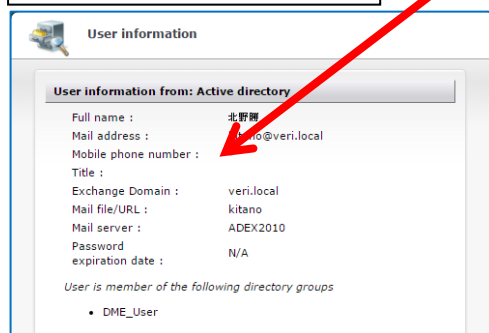 User information
User information from: Active directory
Full name : 北野
Mail address : kitano@veri.local
Mobile phone number :
Title :
Exchange Domain : veri.local
Mail file/URL : kitano
Mail server : ADEX2010
Password
expiration date : N/A
User is member of the following directory groups
• DME_User